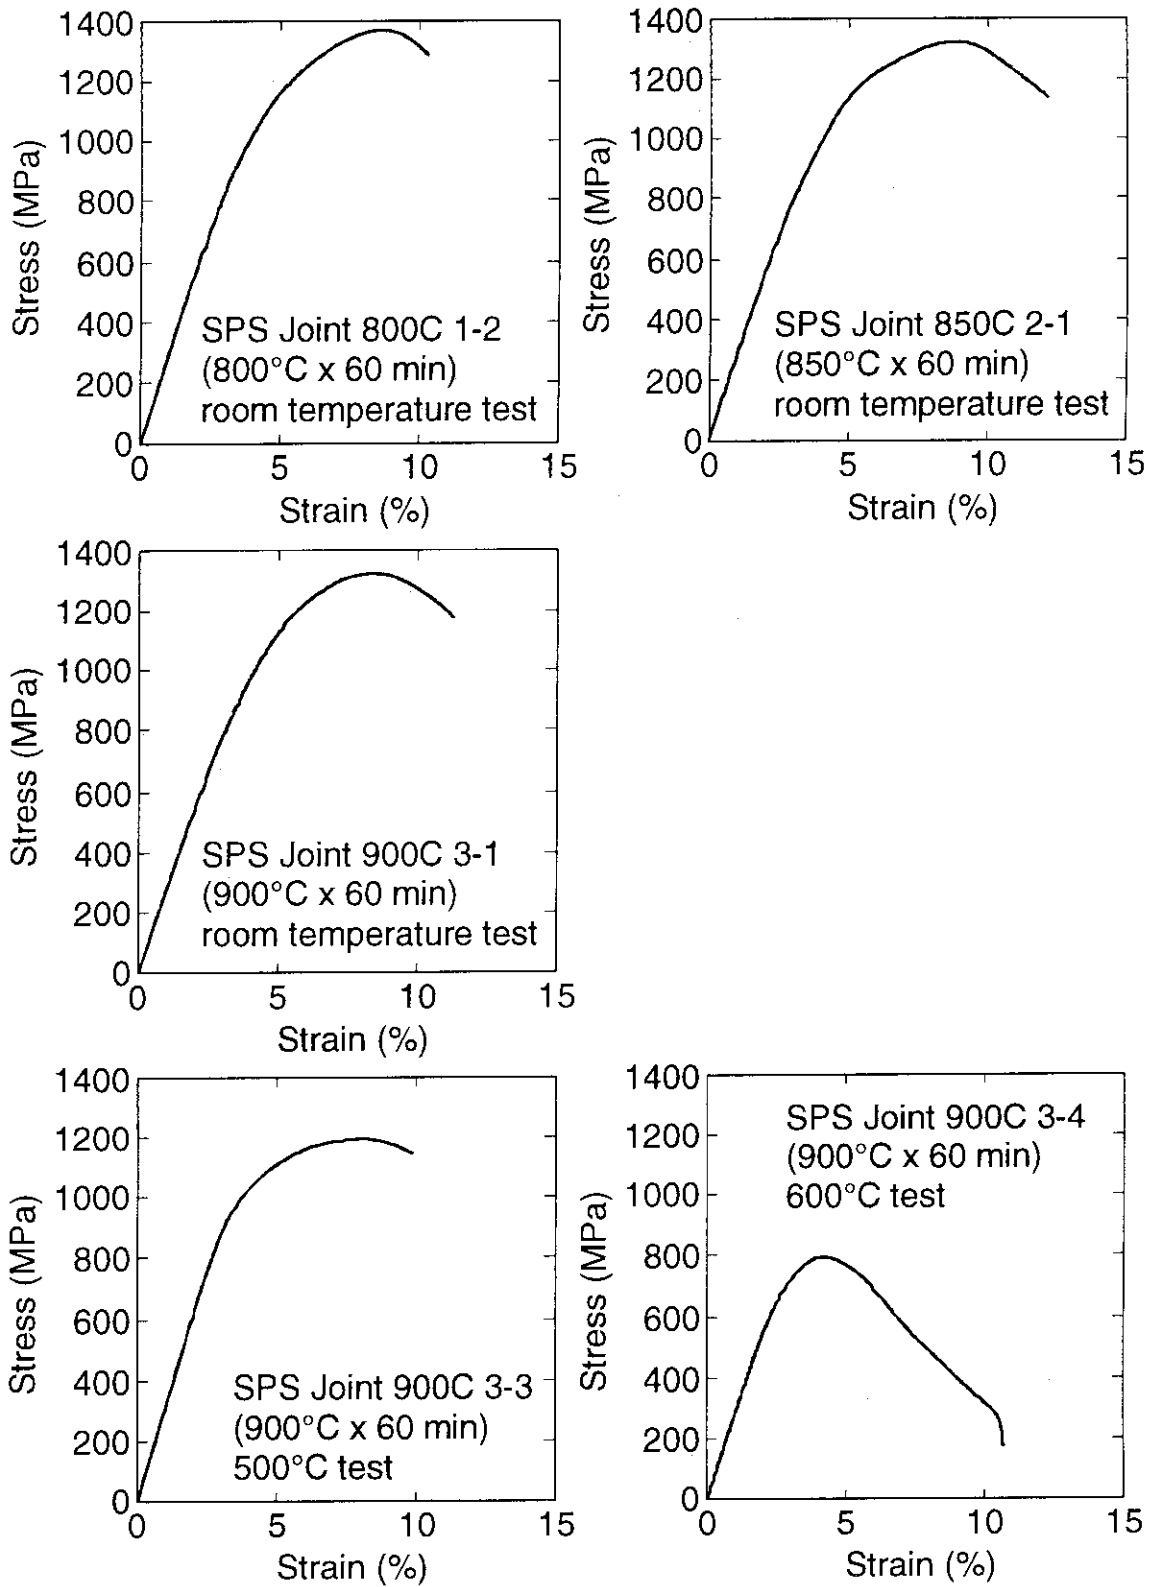 1400
1200
1000
800
600
400
200
0
Stress (MPa)
SPS Joint 800C 1-2
(800°C x 60 min)
room temperature test
0 5 10 15
Strain (%)
1400
1200
1000
800
600
400
200
0
Stress (MPa)
SPS Joint 850C 2-1
(850°C x 60 min)
room temperature test
0 5 10 15
Strain (%)
1400
1200
1000
800
600
400
200
0
Stress (MPa)
SPS Joint 900C 3-1
(900°C x 60 min)
room temperature test
0 5 10 15
Strain (%)
1400
1200
1000
800
600
400
200
0
Stress (MPa)
SPS Joint 900C 3-3
(900°C x 60 min)
500°C test
0 5 10 15
Strain (%)
1400
1200
1000
800
600
400
200
0
Stress (MPa)
SPS Joint 900C 3-4
(900°C x 60 min)
600°C test
0 5 10 15
Strain (%)